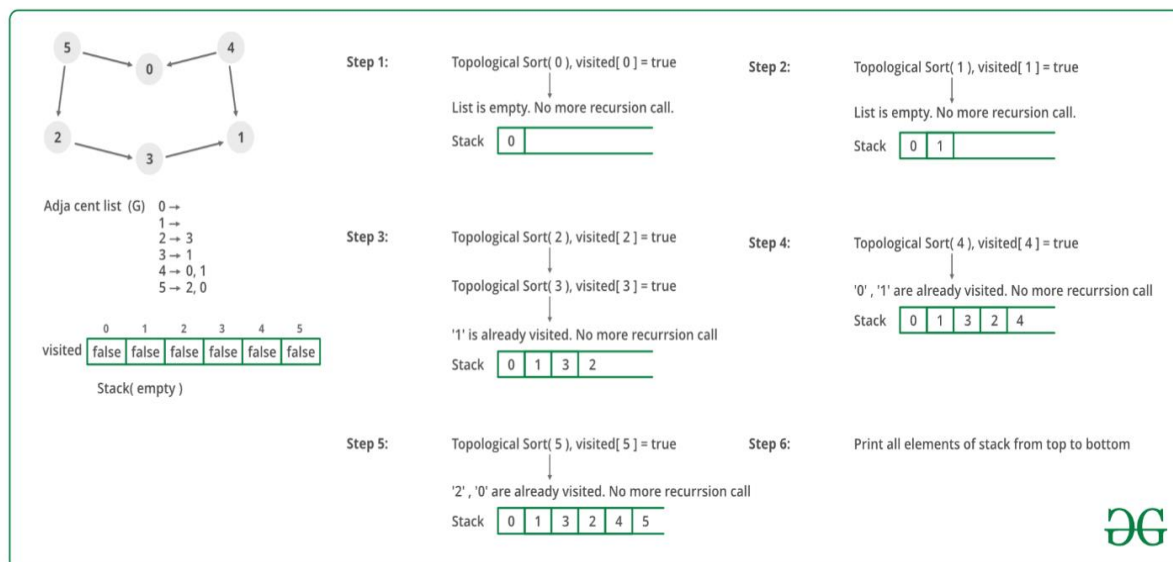 5
4
0
2
1
3
Adja cent list (G) 0 →
1 →
2 → 3
3 → 1
4 → 0, 1
5 → 2, 0
0 1 2 3 4 5
visited false false false false false false
Stack( empty )
Step 1: Topological Sort( 0 ), visited[ 0 ] = true
List is empty. No more recursion call.
Stack 0
Step 2: Topological Sort( 1 ), visited[ 1 ] = true
List is empty. No more recursion call.
Stack 0 1
Step 3: Topological Sort( 2 ), visited[ 2 ] = true
Topological Sort( 3 ), visited[ 3 ] = true
'1' is already visited. No more recurrsion call
Stack 0 1 3 2
Step 4: Topological Sort( 4 ), visited[ 4 ] = true
'0' , '1' are already visited. No more recurrsion call
Stack 0 1 3 2 4
Step 5: Topological Sort( 5 ), visited[ 5 ] = true
'2' , '0' are already visited. No more recurrsion call
Stack 0 1 3 2 4 5
Step 6: Print all elements of stack from top to bottom